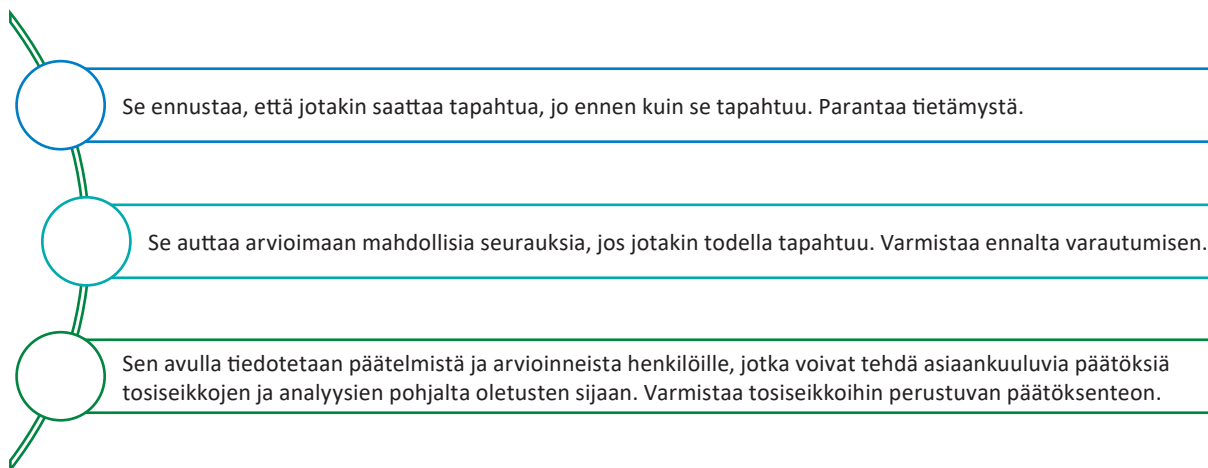 Se ennustaa, että jotakin saattaa tapahtua, jo ennen kuin se tapahtuu. Parantaa tietämystä.
Se auttaa arvioimaan mahdollisia seurauksia, jos jotakin todella tapahtuu. Varmistaa ennalta varautumisen.
Sen avulla tiedotetaan päätelmistä ja arvioinneista henkilöille, jotka voivat tehdä asiaankuuluvia päätöksiä
tosiseikkojen ja analyysien pohjalta oletusten sijaan. Varmistaa tosiseikkoihin perustuvan päätöksenteon.